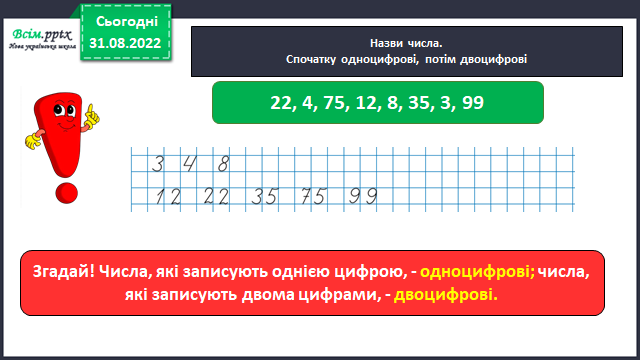 Всім.pptx
Нова українська школа
Сьогодні
31.08.2022
Назви числа.
Спочатку одноцифрові, потім двоцифрові
22, 4, 75, 12, 8, 35, 3, 99
3 4 8
12 22 35 75 99
Згадай! Числа, які записують однією цифрою, - одноцифрові; числа,
які записують двома цифрами, - двоцифрові.